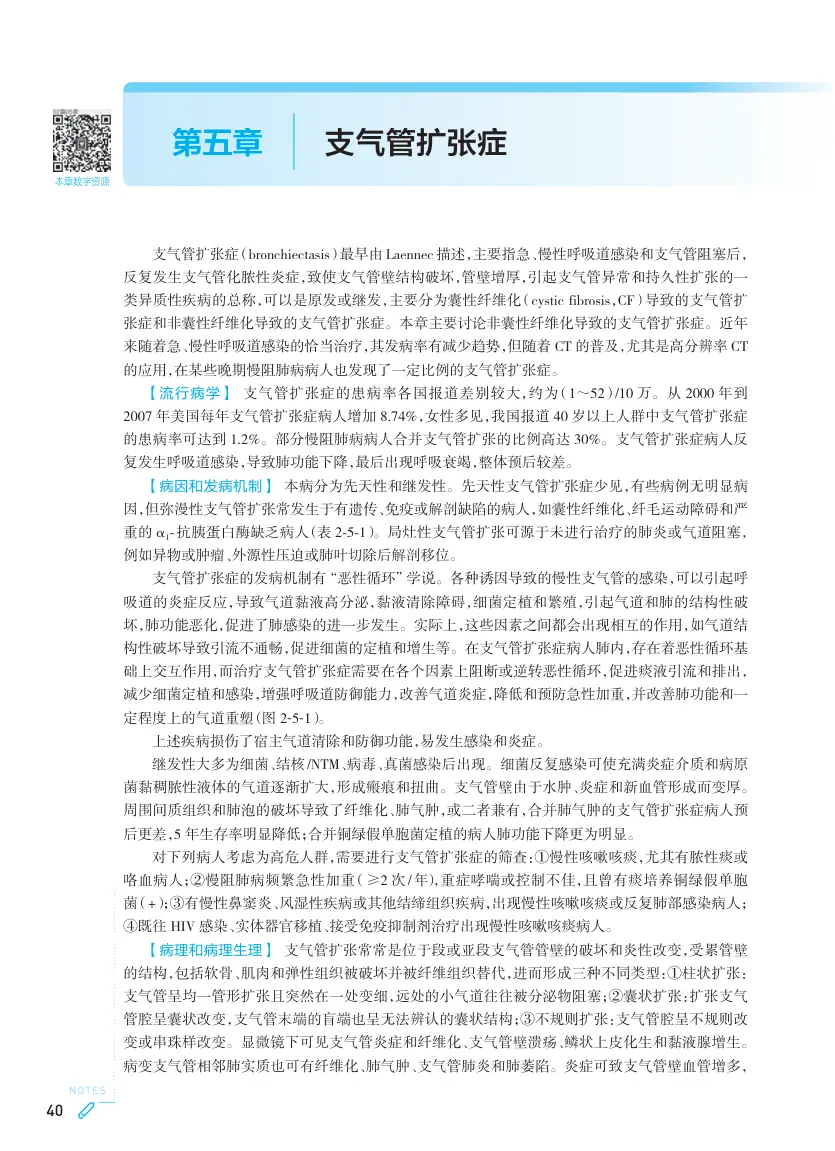 第五章
支气管扩张症
本章数字资源
支气管扩张症（bronchiectasis）最早由 Laennec 描述，主要指急、慢性呼吸道感染和支气管阻塞后，
反复发生支气管化脓性炎症，致使支气管壁结构破坏，管壁增厚，引起支气管异常和持久性扩张的一
类异质性疾病的总称，可以是原发或继发，主要分为囊性纤维化（cystic fibrosis，CF）导致的支气管扩
张症和非囊性纤维化导致的支气管扩张症。本章主要讨论非囊性纤维化导致的支气管扩张症。近年
来随着急、慢性呼吸道感染的恰当治疗，其发病率有减少趋势，但随着 CT 的普及，尤其是高分辨率 CT
的应用，在某些晚期慢阻肺病病人也发现了一定比例的支气管扩张症。
【流行病学】 支气管扩张症的患病率各国报道差别较大，约为（1～52）/10 万。从 2000 年到
2007 年美国每年支气管扩张症病人增加 8.74%，女性多见，我国报道 40 岁以上人群中支气管扩张症
的患病率可达到 1.2%。部分慢阻肺病病人合并支气管扩张的比例高达 30%。支气管扩张症病人反
复发生呼吸道感染，导致肺功能下降，最后出现呼吸衰竭，整体预后较差。
【病因和发病机制】 本病分为先天性和继发性。先天性支气管扩张症少见，有些病例无明显病
因，但弥漫性支气管扩张常发生于有遗传、免疫或解剖缺陷的病人，如囊性纤维化、纤毛运动障碍和严
重的 α₁-抗胰蛋白酶缺乏病人（表 2-5-1）。局灶性支气管扩张可源于未进行治疗的肺炎或气道阻塞，
例如异物或肿瘤、外源性压迫或肺叶切除后解剖移位。
支气管扩张症的发病机制有“恶性循环”学说。各种诱因导致的慢性支气管的感染，可以引起呼
吸道的炎症反应，导致气道黏液高分泌，黏液清除障碍，细菌定植和繁殖，引起气道和肺的结构性破
坏，肺功能恶化，促进了肺感染的进一步发生。实际上，这些因素之间都会出现相互的作用，如气道结
构性破坏导致引流不通畅，促进细菌的定植和增生等。在支气管扩张症病人肺内，存在着恶性循环基
础上交互作用，而治疗支气管扩张症需要在各个因素上阻断或逆转恶性循环，促进痰液引流和排出，
减少细菌定植和感染，增强呼吸道防御能力，改善气道炎症，降低和预防急性加重，并改善肺功能和一
定程度上的气道重塑（图 2-5-1）。
上述疾病损伤了宿主气道清除和防御功能，易发生感染和炎症。
继发性大多为细菌、结核/NTM、病毒、真菌感染后出现。细菌反复感染可使充满炎症介质和病原
菌黏稠脓性液体的气道逐渐扩大，形成瘢痕和扭曲。支气管壁由于水肿、炎症和新血管形成而变厚。
周围间质组织和肺泡的破坏导致了纤维化、肺气肿，或二者兼有，合并肺气肿的支气管扩张症病人预
后更差，5 年生存率明显降低；合并铜绿假单胞菌定植的病人肺功能下降更为明显。
对下列病人考虑为高危人群，需要进行支气管扩张症的筛查：①慢性咳嗽咳痰，尤其有脓性痰或
咯血病人；②慢阻肺病频繁急性加重（≥2 次/年），重症哮喘或控制不佳，且曾有痰培养铜绿假单胞
菌（+）；③有慢性鼻窦炎、风湿性疾病或其他结缔组织疾病，出现慢性咳嗽咳痰或反复肺部感染病人；
④既往 HIV 感染、实体器官移植、接受免疫抑制剂治疗出现慢性咳嗽咳痰病人。
【病理和病理生理】 支气管扩张常常是位于段或亚段支气管管壁的破坏和炎性改变，受累管壁
的结构，包括软骨、肌肉和弹性组织被破坏并被纤维组织替代，进而形成三种不同类型：①柱状扩张：
支气管呈均一管形扩张且突然在一处变细，远处的小气道往往被分泌物阻塞；②囊状扩张：扩张支气
管腔呈囊状改变，支气管末端的盲端也呈无法辨认的囊状结构；③不规则扩张：支气管腔呈不规则改
变或串珠样改变。显微镜下可见支气管炎症和纤维化、支气管壁溃疡、鳞状上皮化生和黏液腺增生。
病变支气管相邻肺实质也可有纤维化、肺气肿、支气管肺炎和肺萎陷。炎症可致支气管壁血管增多，
NOTES
40